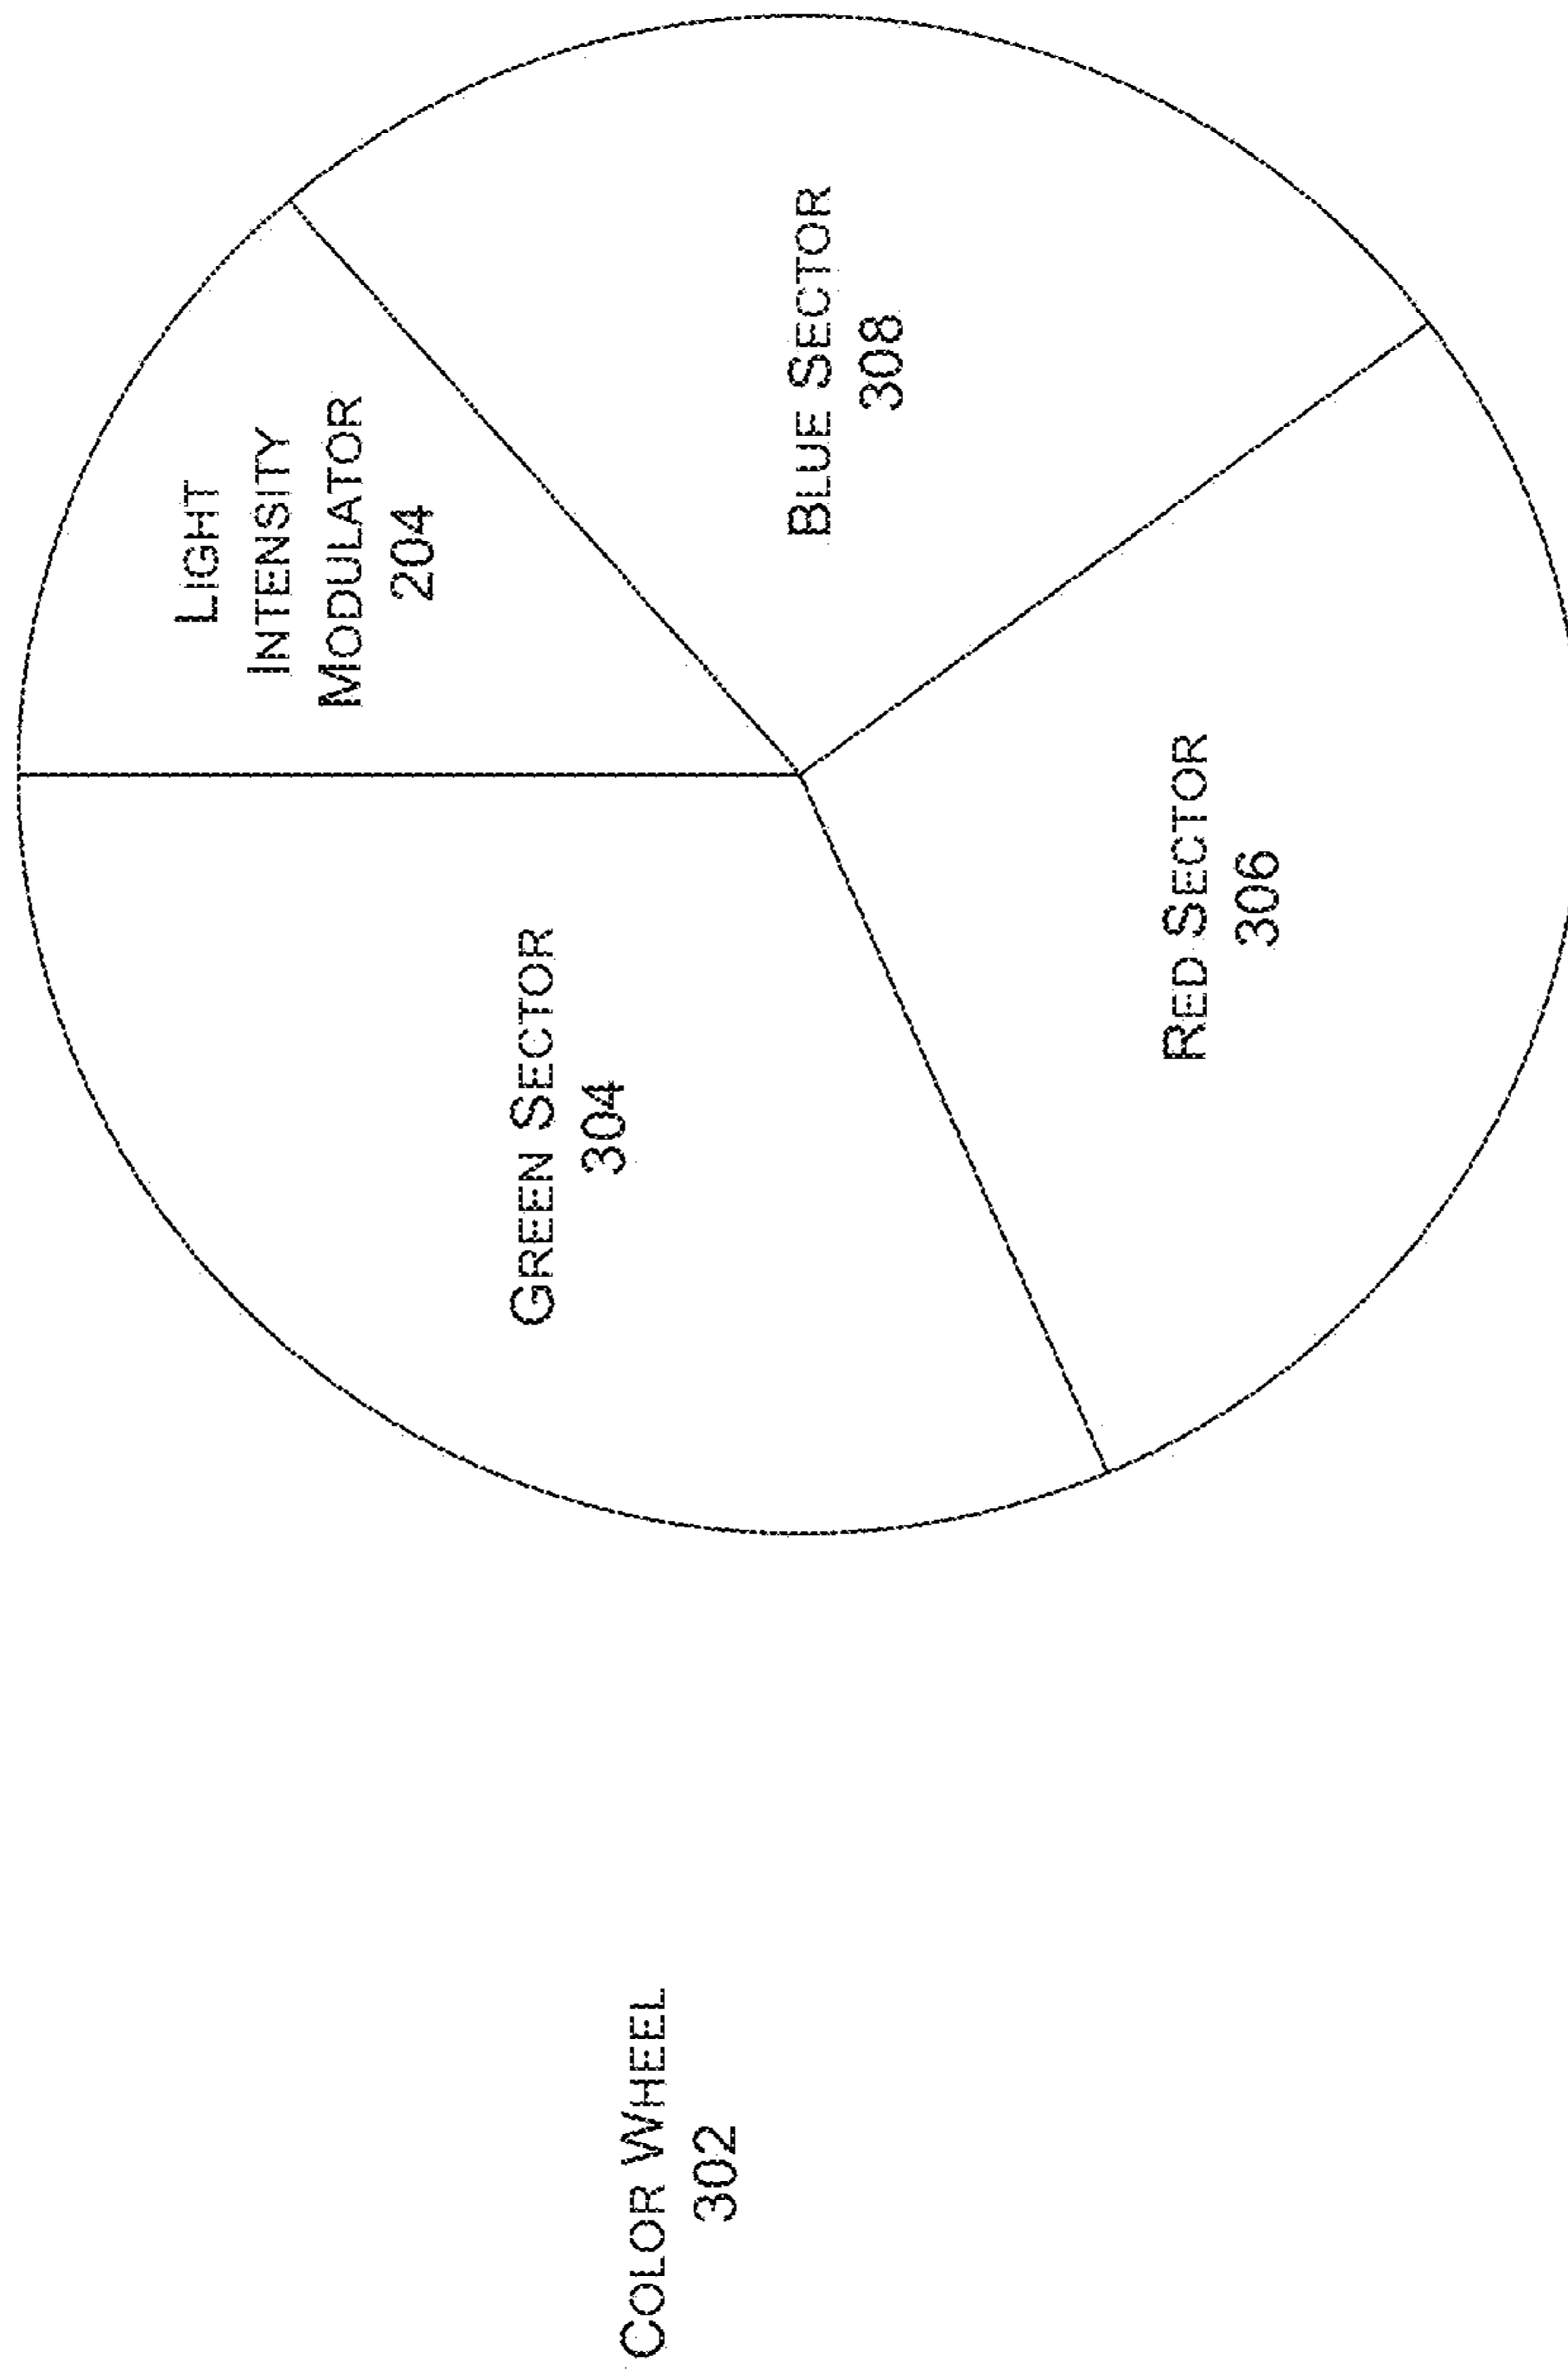 COLOR WHEEL
302
GREEN SECTOR
304
LIGHT
INTENSITY
MODULATOR
204
BLUE SECTOR
308
RED SECTOR
306